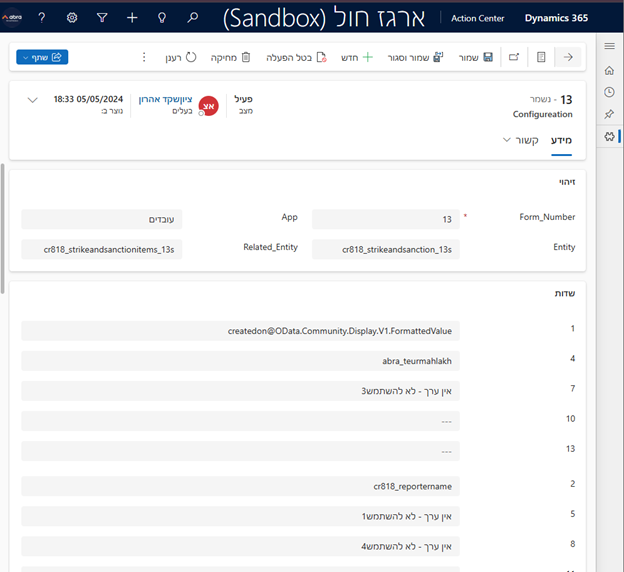 Dynamics 365
Action Center
ארגז חול (Sandbox)
abra
שמור
שמור וסגור
חדש
בטל הפעלה
מחיקה
רענן
שתף
13 - נשמר
Configureation
פעיל
מצב
אצ
ציוןשקד אהרון
בעלים
18:33 05/05/2024
נוצר ב:
מידע
קשור
זיהוי
Form_Number
*
13
App
עובדים
Entity
cr818_strikeandsanction_13s
Related_Entity
cr818_strikeandsanctionitems_13s
שדות
1
createdon@OData.Community.Display.V1.FormattedValue
4
abra_teurmahlakh
7
אין ערך - לא להשתמש3
10
---
13
---
2
cr818_reportername
5
אין ערך - לא להשתמש1
8
אין ערך - לא להשתמש4